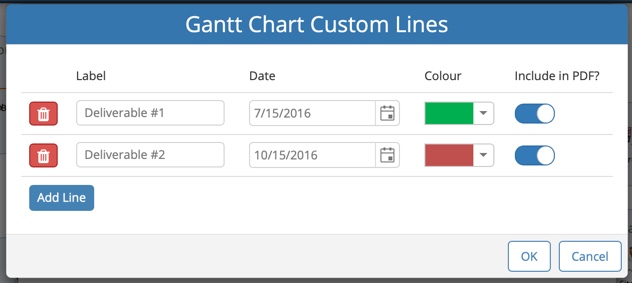 Gantt Chart Custom Lines
Label Date Colour Include in PDF?
Deliverable #1 7/15/2016
Deliverable #2 10/15/2016
Add Line
OK Cancel